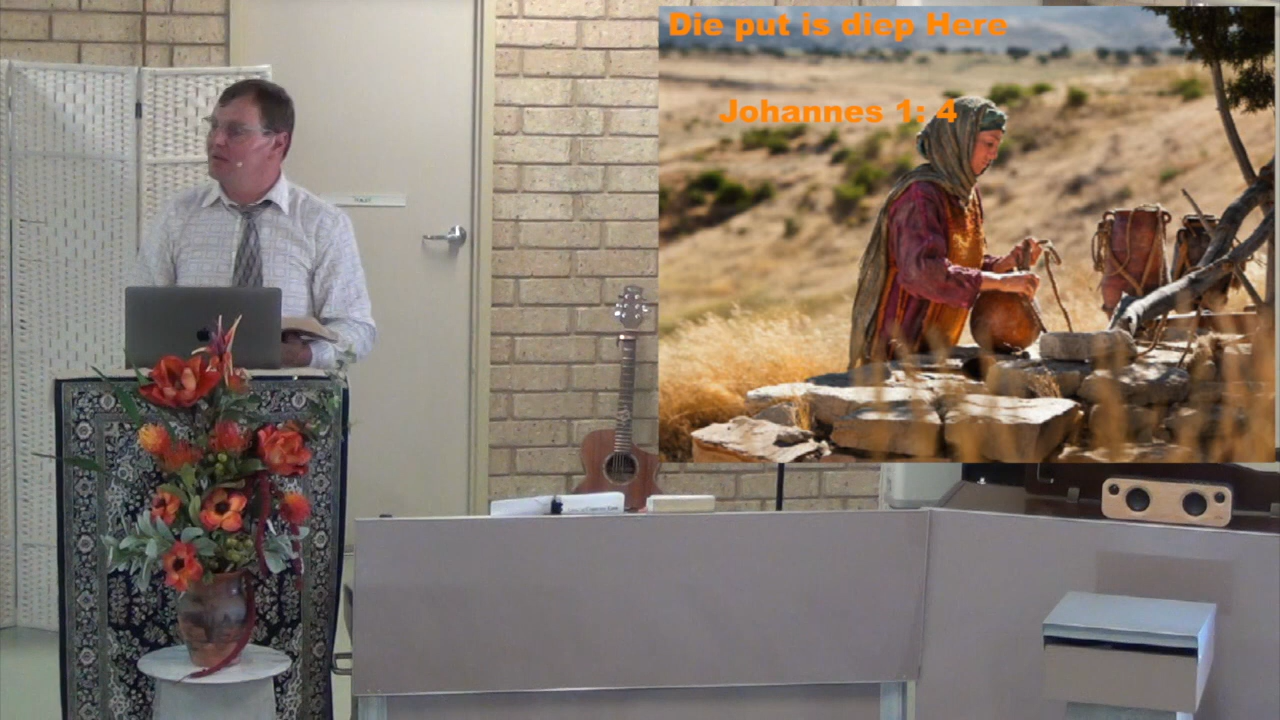 Die put is diep Here
Johannes 1; 4